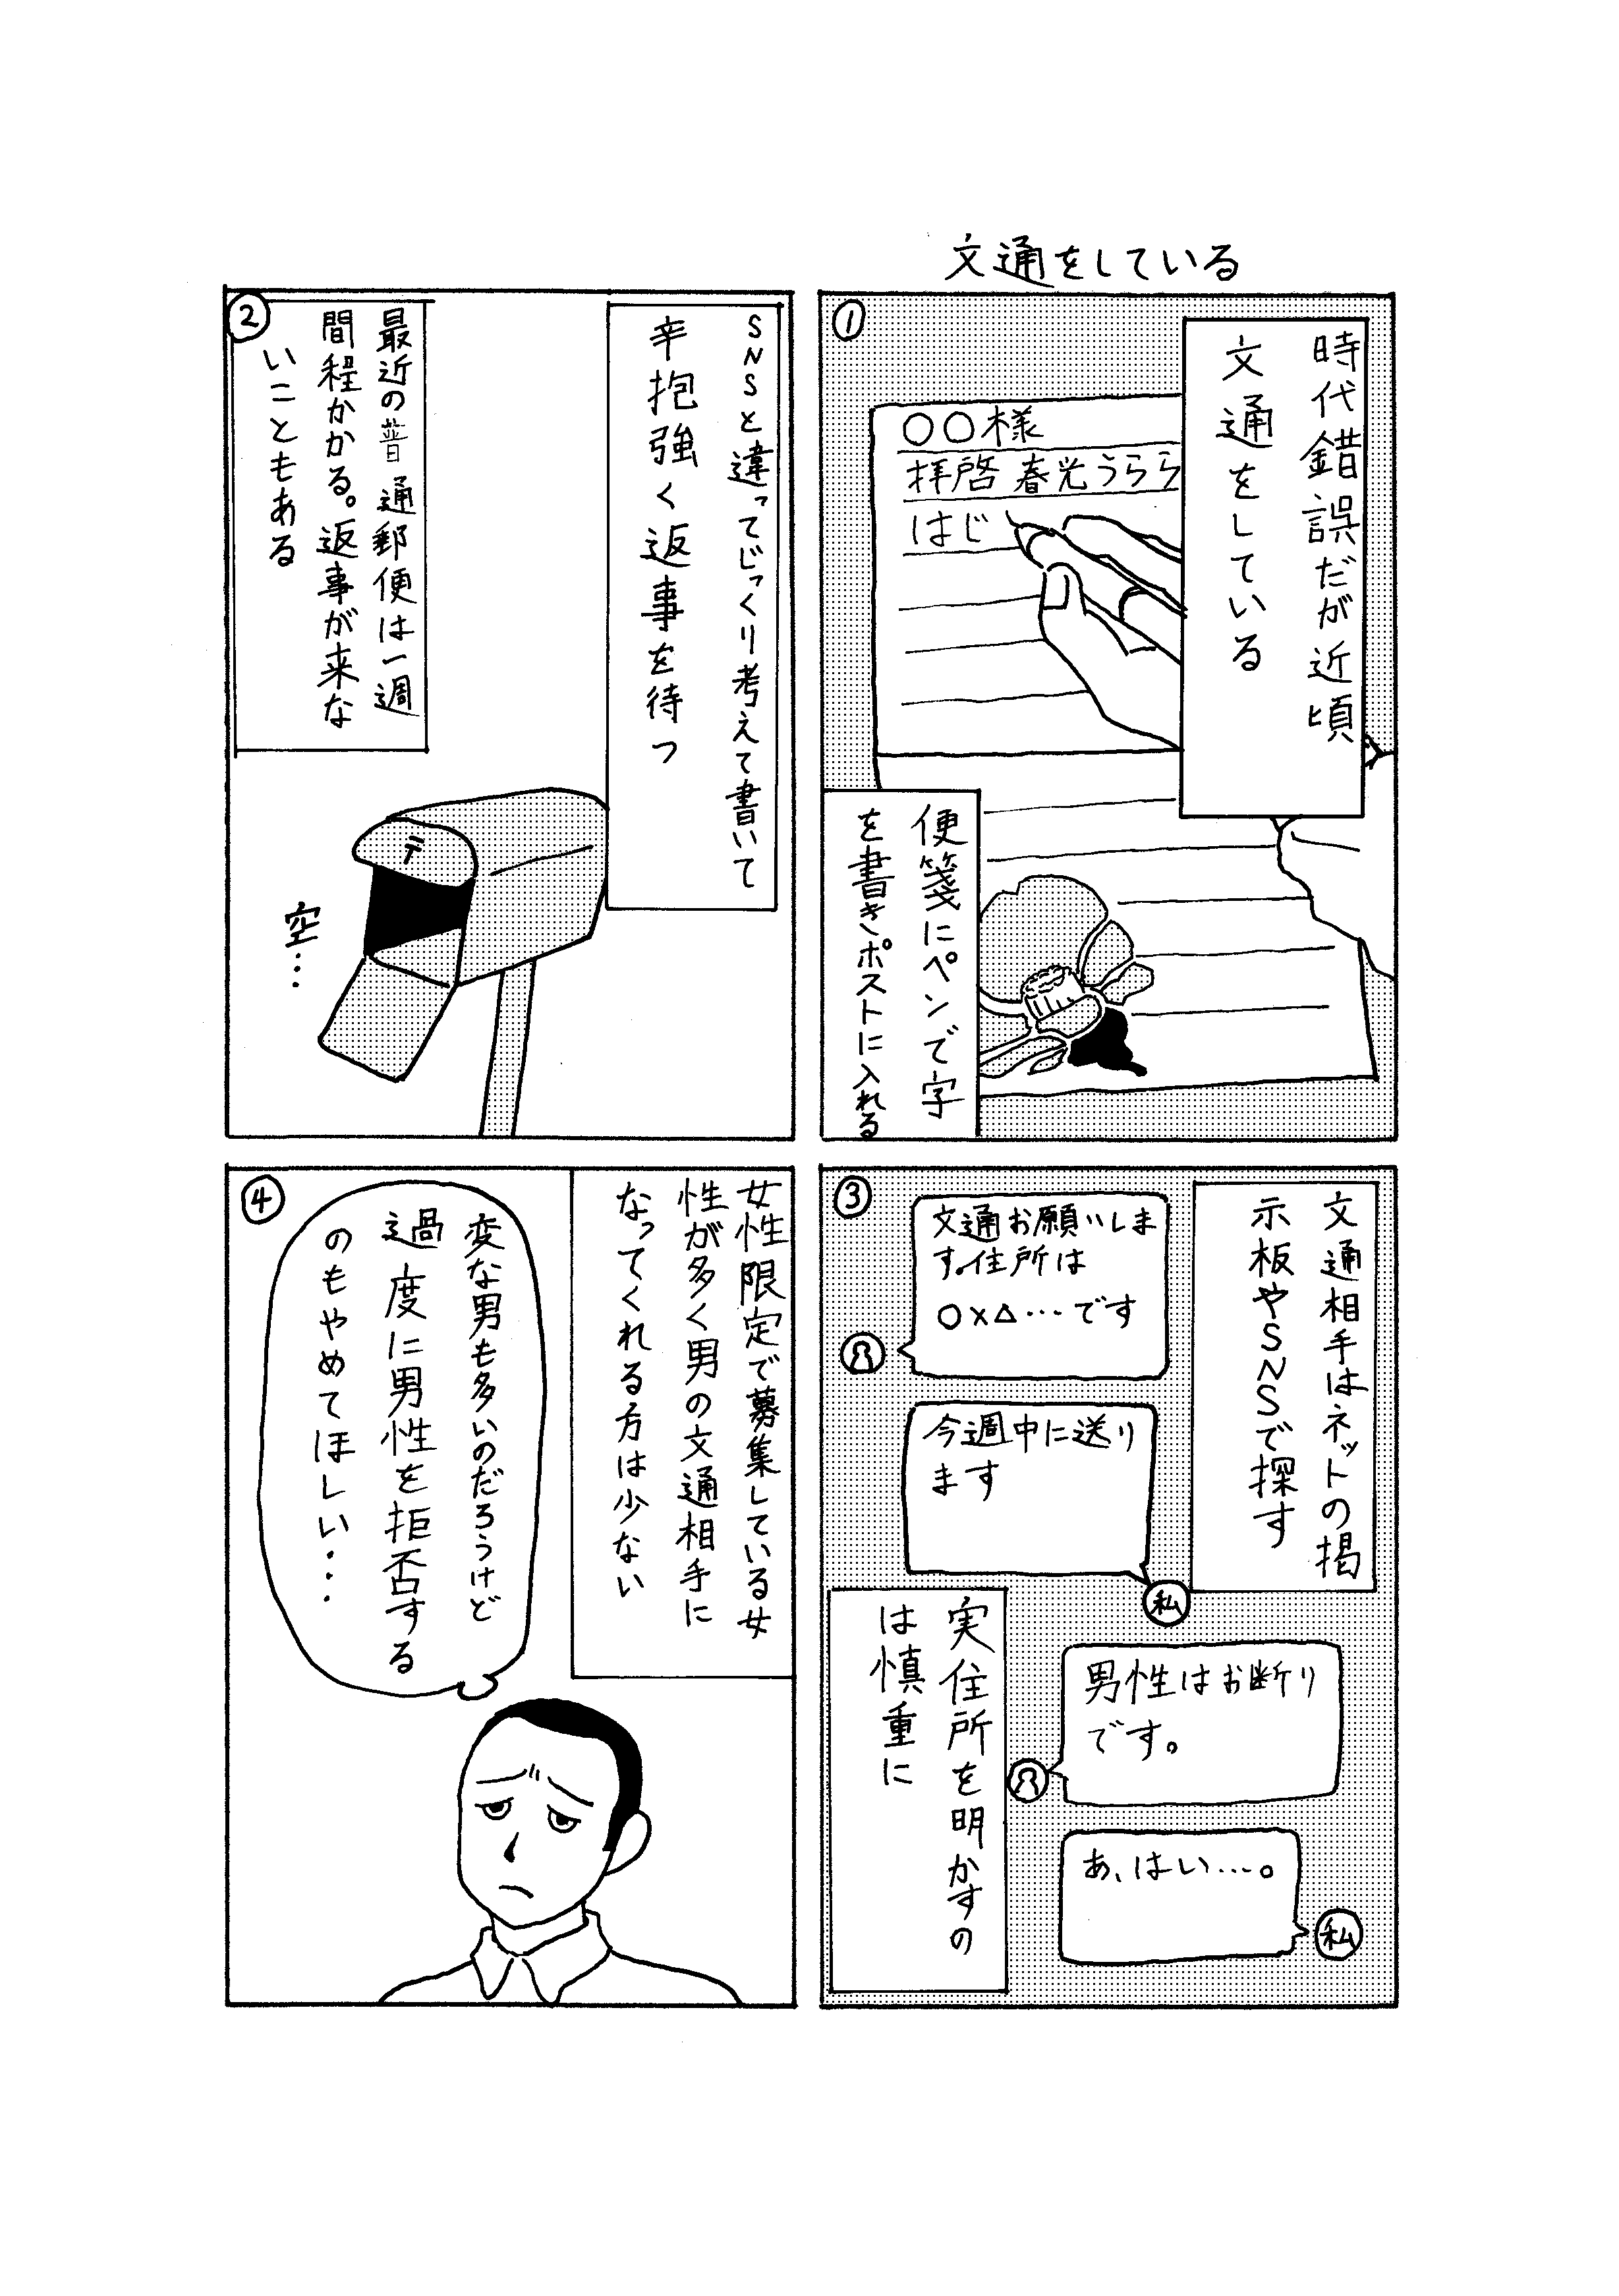 文通をしている
①
時代錯誤だが近頃
文通をしている
〇〇様
拝啓 春光うらら
はじ
便箋にペンで字
を書きポストに入れる
②
SNSと違ってじっくり考えて書いて
辛抱強く返事を待つ
最近の普通郵便は一週
間程かかる。返事が来な
いこともある
〒
空…
③
文通相手はネットの掲
示板やSNSで探す
文通お願いしま
す。住所は
〇×△…です
今週中に送り
ます
私
実住所を明かすの
は慎重に
男性はお断り
です。
あ、はい…。
私
④
女性限定で募集している女
性が多く男の文通相手に
なってくれる方は少ない
変な男も多いのだろうけど
過度に男性を拒否する
のもやめてほしい…